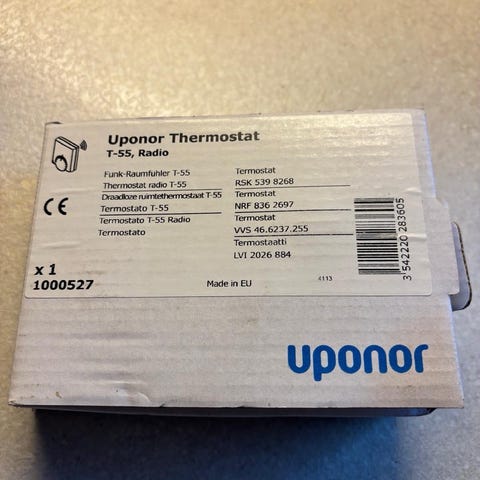 Uponor Thermostat
T-55, Radio
Funk-Raumfühler T-55
Thermostat radio T-55
Draadloze ruimtethermostaat T-55
Termostato T-55
Termostato T-55 Radio
Termostato
Termostat
RSK 539 8268
Termostat
NRF 836 2697
Termostat
VVS 46.6237.255
Termostaatti
LVI 2026 884
CE
3 542220 283605
x 1
1000527
Made in EU
4113
uponor